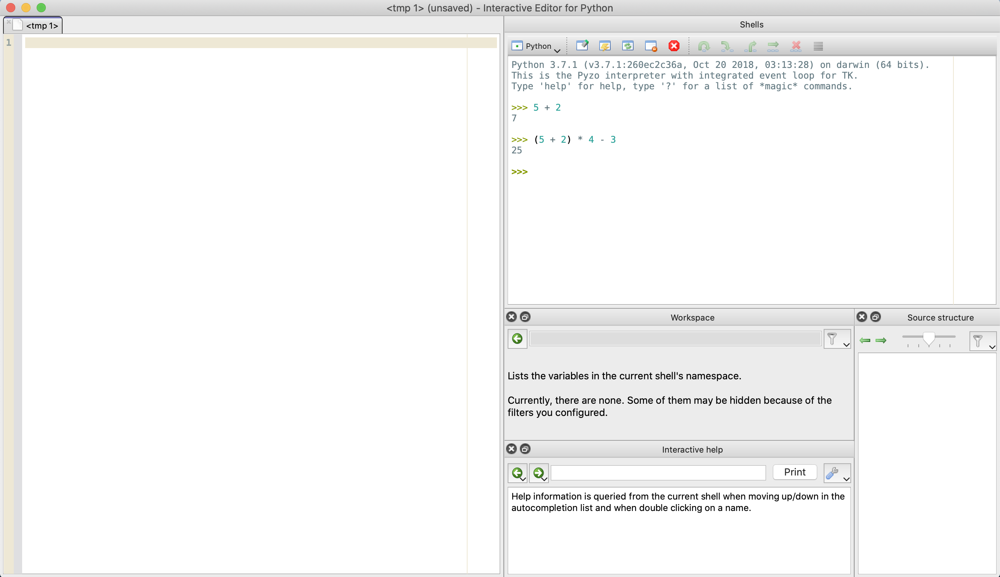 <tmp 1> (unsaved) - Interactive Editor for Python
<tmp 1>
1
Shells
Python
Python 3.7.1 (v3.7.1:260ec2c36a, Oct 20 2018, 03:13:28) on darwin (64 bits).
This is the Pyzo interpreter with integrated event loop for TK.
Type 'help' for help, type '?' for a list of *magic* commands.
>>> 5 + 2
7
>>> (5 + 2) * 4 - 3
25
>>>
Workspace
Lists the variables in the current shell's namespace.
Currently, there are none. Some of them may be hidden because of the
filters you configured.
Source structure
Interactive help
Print
Help information is queried from the current shell when moving up/down in the
autocompletion list and when double clicking on a name.